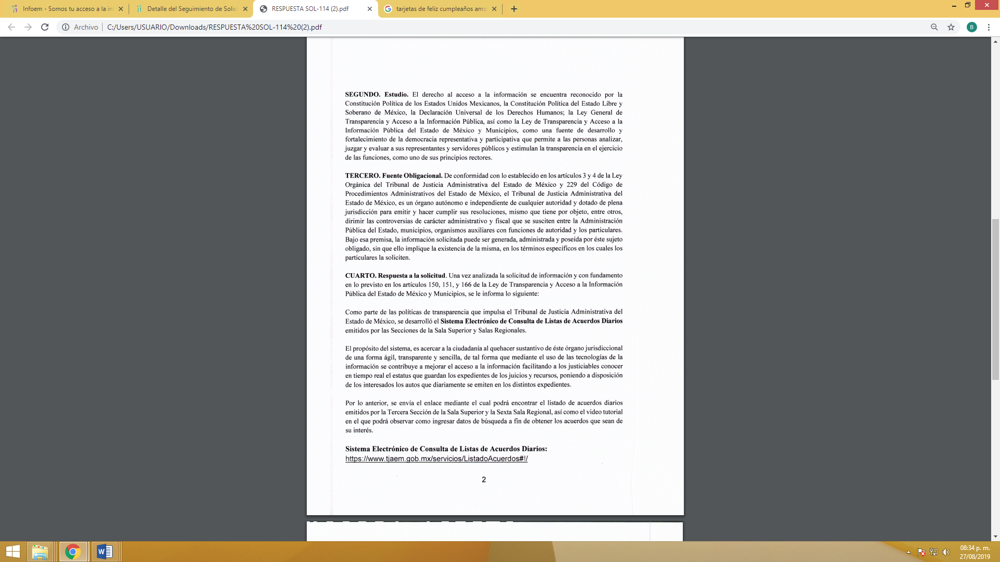 Infoem - Somos tu acceso a la in
Detalle del Seguimiento de Solic
RESPUESTA SOL-114 (2).pdf
tarjetas de feliz cumpleaños amo
Archivo
C:/Users/USUARIO/Downloads/RESPUESTA%20SOL-114%20(2).pdf
B
SEGUNDO. Estudio. El derecho al acceso a la información se encuentra reconocido por la
Constitución Política de los Estados Unidos Mexicanos, la Constitución Política del Estado Libre y
Soberano de México, la Declaración Universal de los Derechos Humanos; la Ley General de
Transparencia y Acceso a la Información Pública, así como la Ley de Transparencia y Acceso a la
Información Pública del Estado de México y Municipios, como una fuente de desarrollo y
fortalecimiento de la democracia representativa y participativa que permite a las personas analizar,
juzgar y evaluar a sus representantes y servidores públicos y estimulan la transparencia en el ejercicio
de las funciones, como uno de sus principios rectores.
TERCERO. Fuente Obligacional. De conformidad con lo establecido en los artículos 3 y 4 de la Ley
Orgánica del Tribunal de Justicia Administrativa del Estado de México y 229 del Código de
Procedimientos Administrativos del Estado de México, el Tribunal de Justicia Administrativa del
Estado de México, es un órgano autónomo e independiente de cualquier autoridad y dotado de plena
jurisdicción para emitir y hacer cumplir sus resoluciones, mismo que tiene por objeto, entre otros,
dirimir las controversias de carácter administrativo y fiscal que se susciten entre la Administración
Pública del Estado, municipios, organismos auxiliares con funciones de autoridad y los particulares.
Bajo esa premisa, la información solicitada puede ser generada, administrada y poseída por éste sujeto
obligado, sin que ello implique la existencia de la misma, en los términos específicos en los cuales los
particulares la soliciten.
CUARTO. Respuesta a la solicitud. Una vez analizada la solicitud de información y con fundamento
en lo previsto en los artículos 150, 151, y 166 de la Ley de Transparencia y Acceso a la Información
Pública del Estado de México y Municipios, se le informa lo siguiente:
Como parte de las políticas de transparencia que impulsa el Tribunal de Justicia Administrativa del
Estado de México, se desarrolló el Sistema Electrónico de Consulta de Listas de Acuerdos Diarios
emitidos por las Secciones de la Sala Superior y Salas Regionales.
El propósito del sistema, es acercar a la ciudadanía al quehacer sustantivo de éste órgano jurisdiccional
de una forma ágil, transparente y sencilla, de tal forma que mediante el uso de las tecnologías de la
información se contribuye a mejorar el acceso a la información facilitando a los justiciables conocer
en tiempo real el estatus que guardan los expedientes de los juicios y recursos, poniendo a disposición
de los interesados los autos que diariamente se emiten en los distintos expedientes.
Por lo anterior, se envía el enlace mediante el cual podrá encontrar el listado de acuerdos diarios
emitidos por la Tercera Sección de la Sala Superior y la Sexta Sala Regional, así como el video tutorial
en el que podrá observar como ingresar datos de búsqueda a fin de obtener los acuerdos que sean de
su interés.
Sistema Electrónico de Consulta de Listas de Acuerdos Diarios:
https://www.tjaem.gob.mx/servicios/ListadoAcuerdos#!/
2
08:34 p. m.
27/08/2019